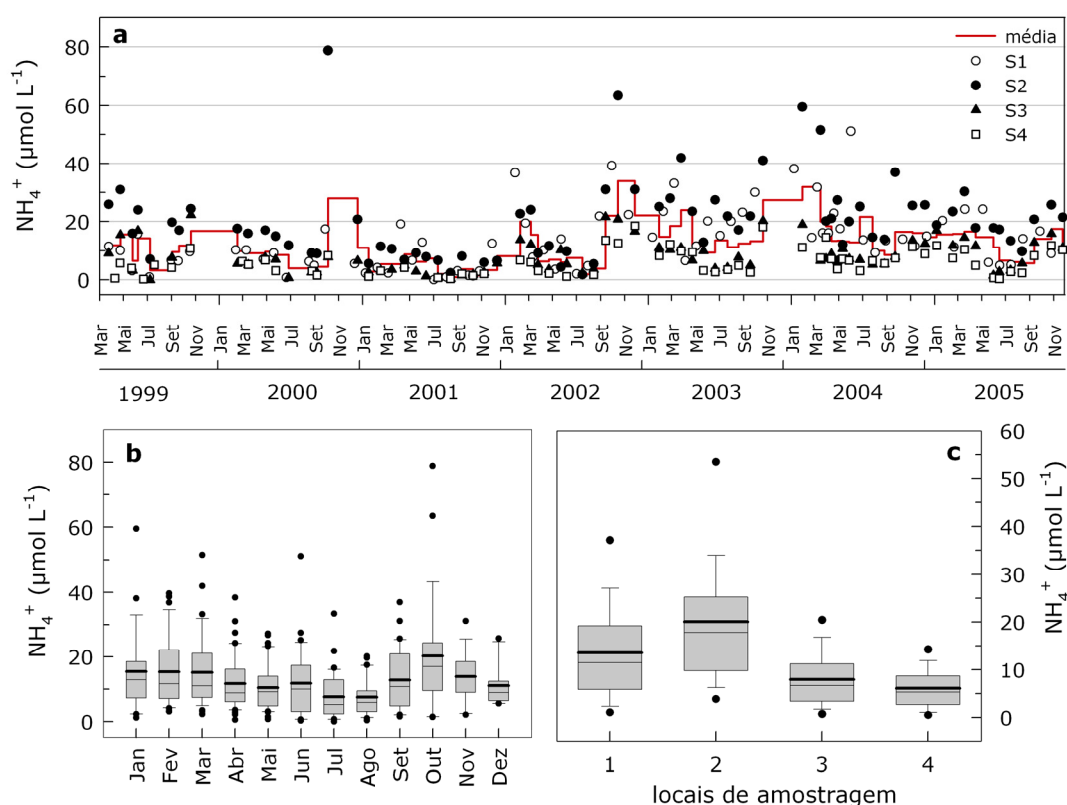 a
NH₄⁺ (µmol L⁻¹)
80
60
40
20
0
média
S1
S2
S3
S4
Mar Mai Jul Set Nov Jan Mar Mai Jul Set Nov Jan Mar Mai Jul Set Nov Jan Mar Mai Jul Set Nov Jan Mar Mai Jul Set Nov Jan Mar Mai Jul Set Nov Jan Mar Mai Jul Set Nov
1999 2000 2001 2002 2003 2004 2005
b
NH₄⁺ (µmol L⁻¹)
80
60
40
20
0
Jan Fev Mar Abr Mai Jun Jul Ago Set Out Nov Dez
c
60
50
40
30
20
10
0
NH₄⁺ (µmol L⁻¹)
1 2 3 4
locais de amostragem